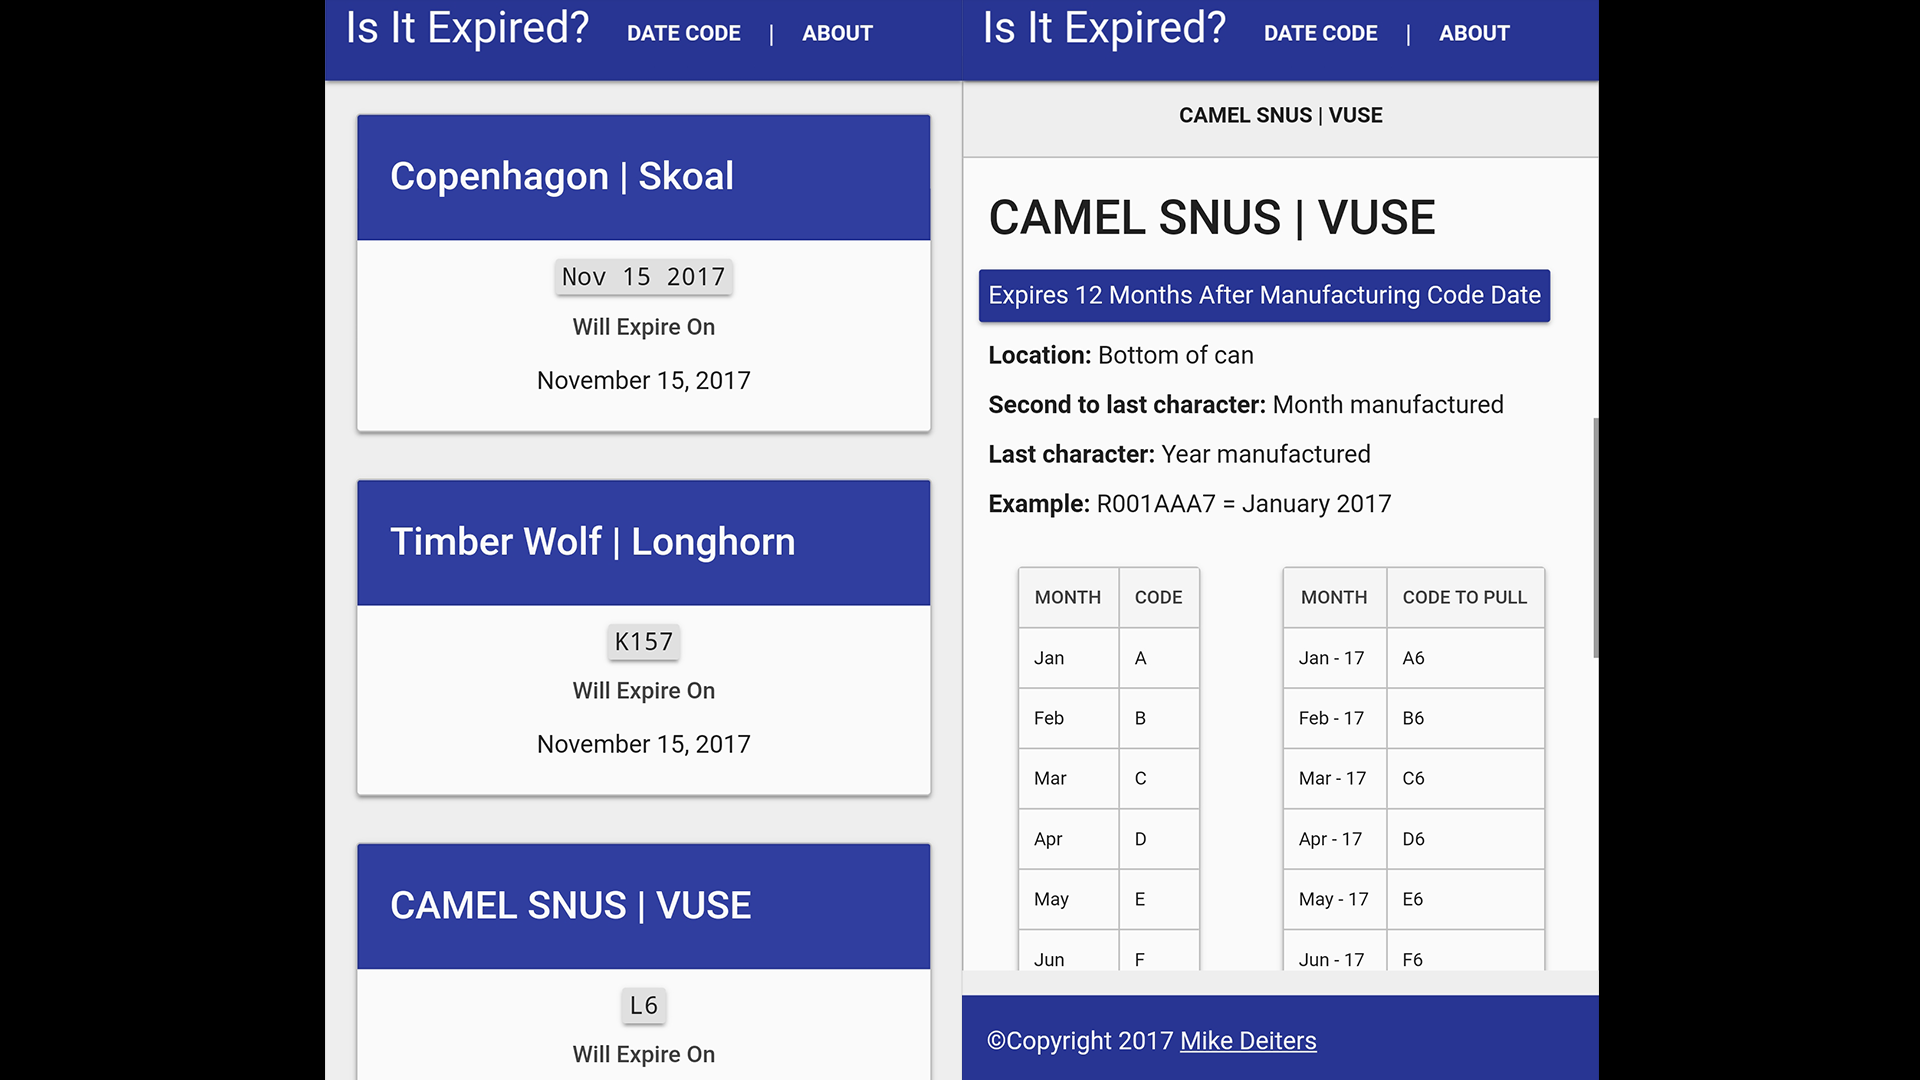 Is It Expired? DATE CODE | ABOUT
Copenhagon | Skoal
Nov 15 2017
Will Expire On
November 15, 2017
Timber Wolf | Longhorn
K157
Will Expire On
November 15, 2017
CAMEL SNUS | VUSE
L6
Will Expire On
Is It Expired? DATE CODE | ABOUT
CAMEL SNUS | VUSE
CAMEL SNUS | VUSE
Expires 12 Months After Manufacturing Code Date
Location: Bottom of can
Second to last character: Month manufactured
Last character: Year manufactured
Example: R001AAA7 = January 2017
MONTH CODE
Jan A
Feb B
Mar C
Apr D
May E
Jun F
MONTH CODE TO PULL
Jan - 17 A6
Feb - 17 B6
Mar - 17 C6
Apr - 17 D6
May - 17 E6
Jun - 17 F6
©Copyright 2017 Mike Deiters